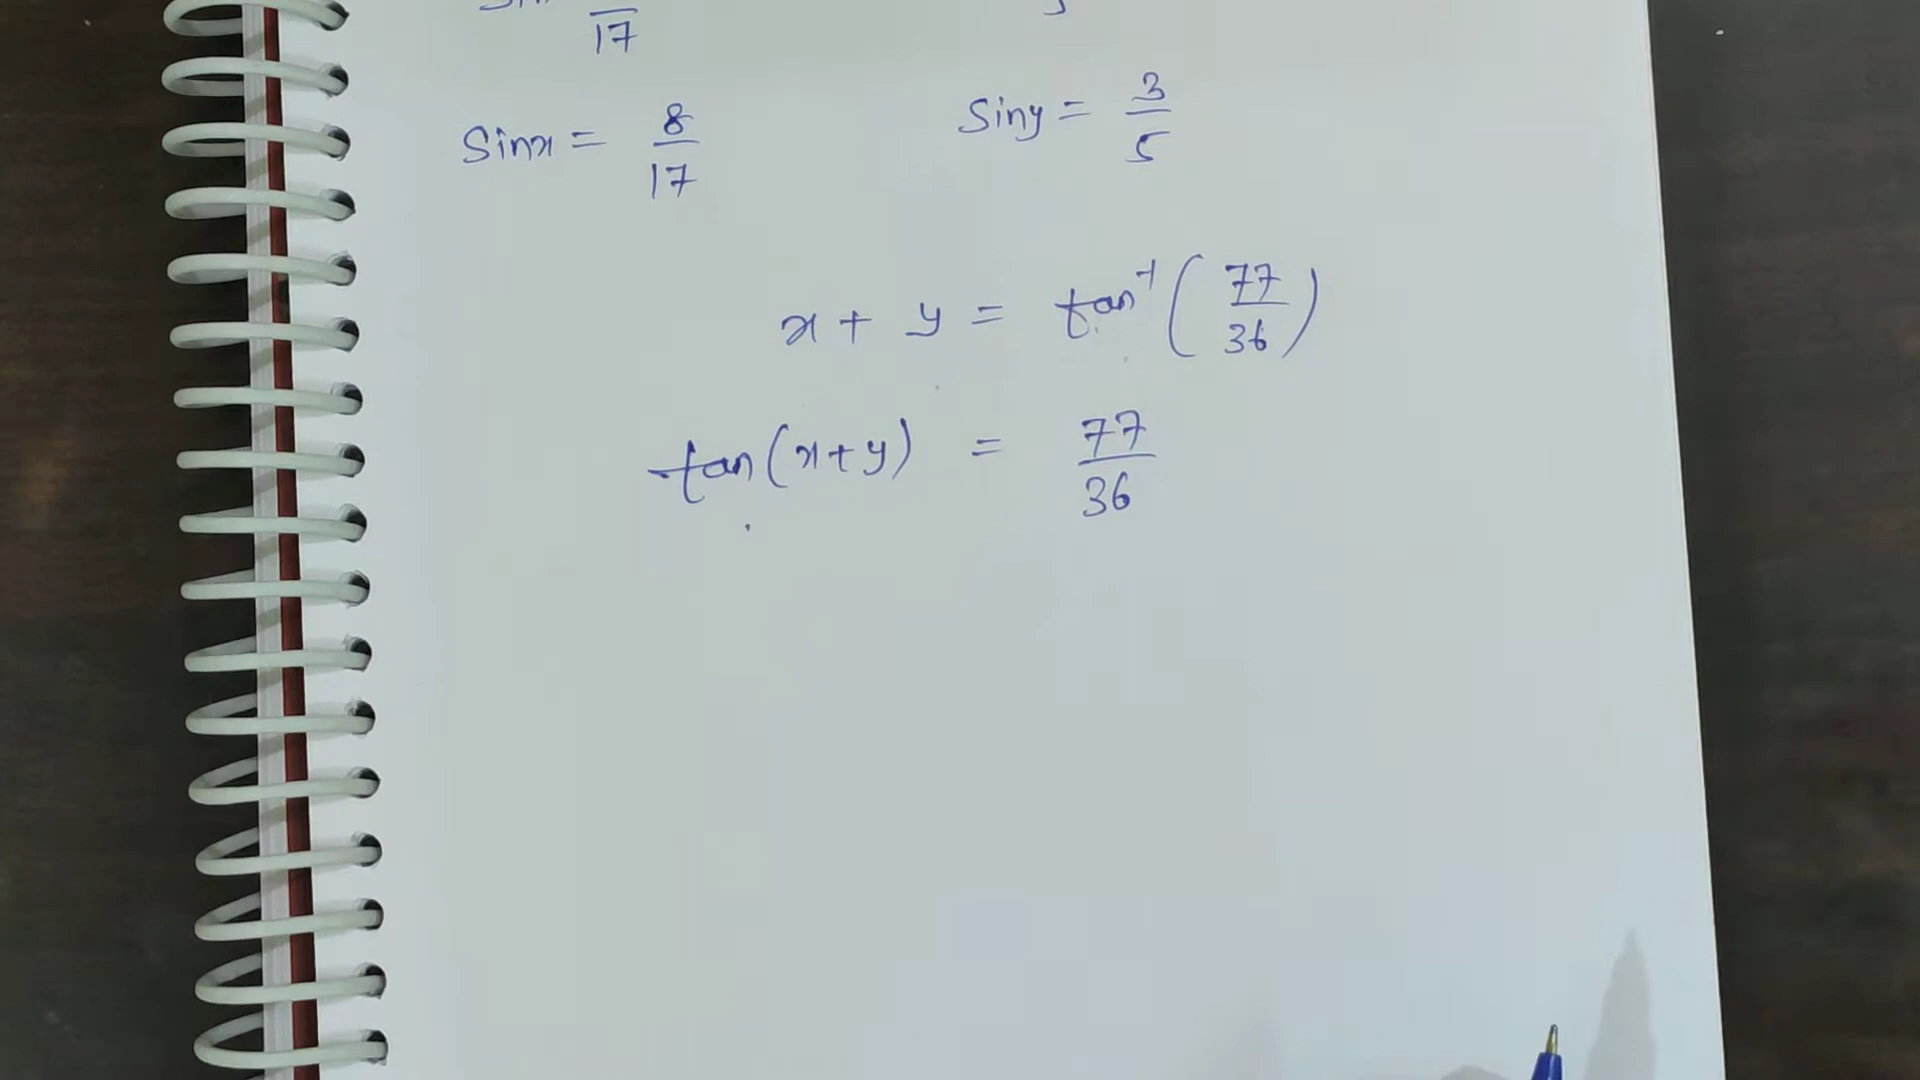 17
Sinx = 8/17 Siny = 3/5
x + y = tan⁻¹(77/36)
tan(x+y) = 77/36